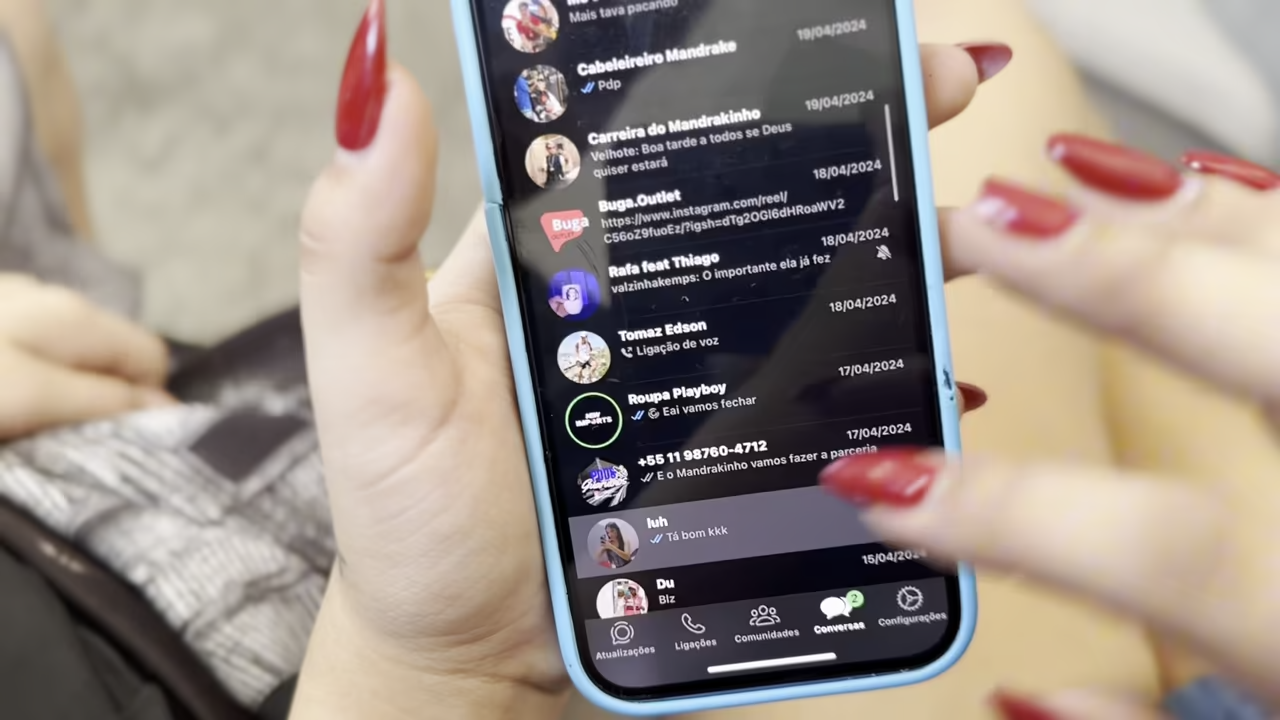 Mais tava pacando
19/04/2024
Cabeleireiro Mandrake
Pdp
19/04/2024
Carreira do Mandrakinho
Velhote: Boa tarde a todos se Deus
quiser estará
18/04/2024
Buga.Outlet
https://www.instagram.com/reel/
C56oZ9fuoEz/?igsh=dTg2OGl6dHRoaWV2
Buga
18/04/2024
Rafa feat Thiago
valzinhakemps: O importante ela já fez
18/04/2024
Tomaz Edson
Ligação de voz
17/04/2024
Roupa Playboy
Eai vamos fechar
NEW
IMPORTS
17/04/2024
+55 11 98760-4712
E o Mandrakinho vamos fazer a parceria
PODS
luh
Tá bom kkk
15/04/2024
Du
Blz
2
Atualizações
Ligações
Comunidades
Conversas
Configurações